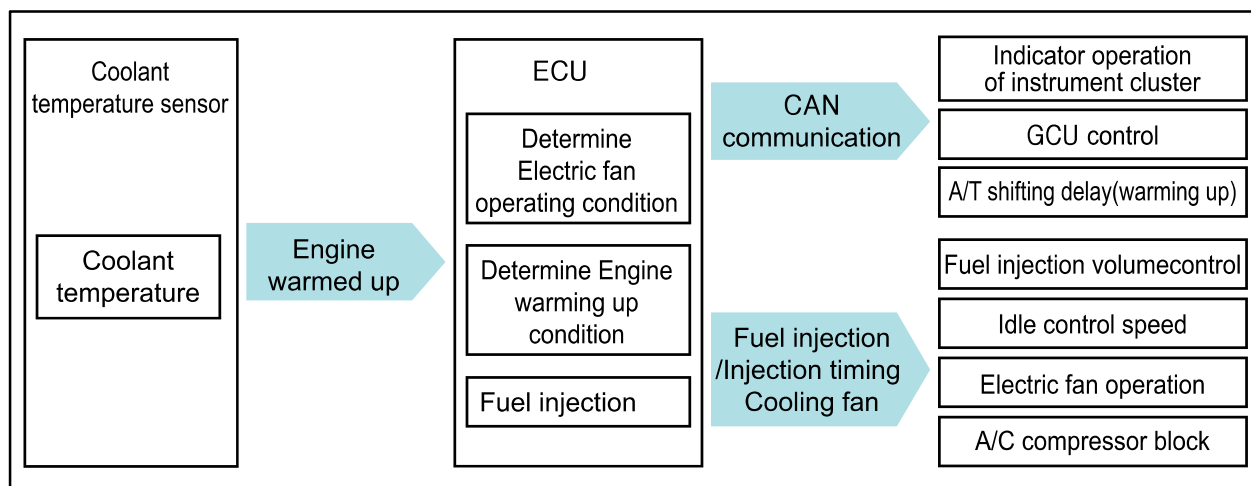 Coolant
temperature sensor
Coolant
temperature
Engine
warmed up
ECU
Determine
Electric fan
operating condition
Determine Engine
warming up
condition
Fuel injection
CAN
communication
Fuel injection
/Injection timing
Cooling fan
Indicator operation
of instrument cluster
GCU control
A/T shifting delay(warming up)
Fuel injection volumecontrol
Idle control speed
Electric fan operation
A/C compressor block